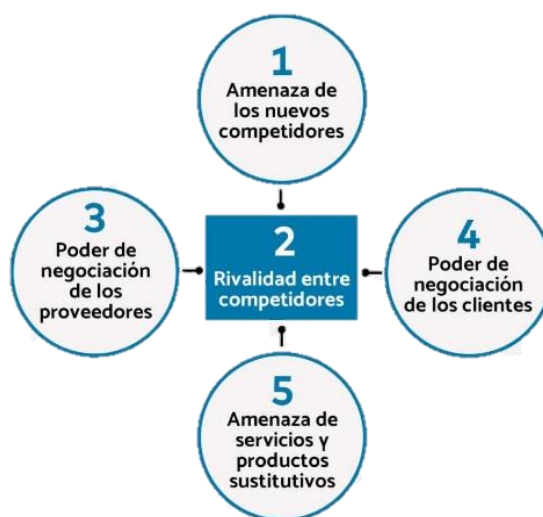 1
Amenaza de
los nuevos
competidores
3
Poder de
negociación
de los
proveedores
2
Rivalidad entre
competidores
4
Poder de
negociación
de los clientes
5
Amenaza de
servicios y
productos
sustitutivos